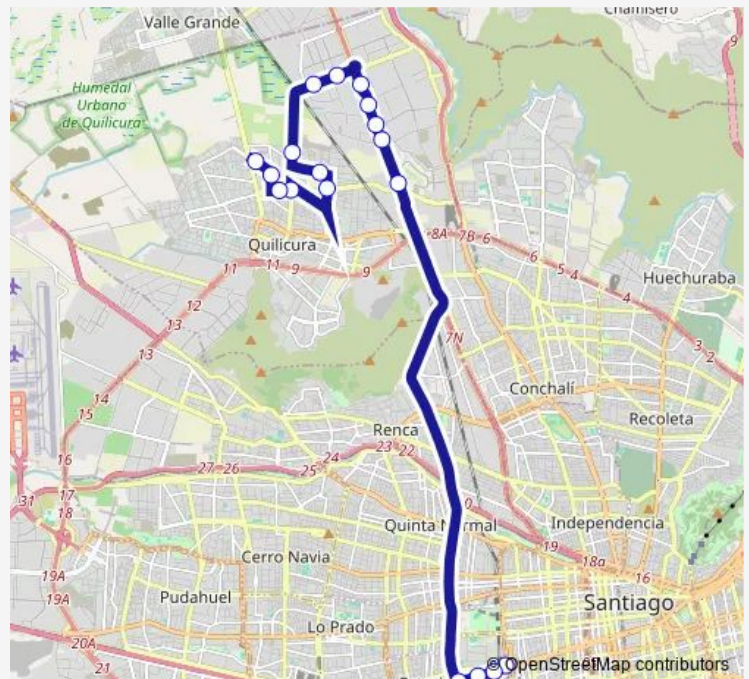 Valle Grande
9
Humedal
Urbano
de Quilicura
Quilicura
8A 7B 6
6
5 4
4
11 11 9
9
Huechuraba
12
13
3
2
7N
13
Conchalí
14
15
Recoleta
Renca
23 22
24
25
16
27 26
17
31
18
Quinta Normal
Independencia
19
18a
16
Cerro Navia
19A
19A
Pudahuel
Santiago
Lo Prado
20A
21
© OpenStreetMap contributors